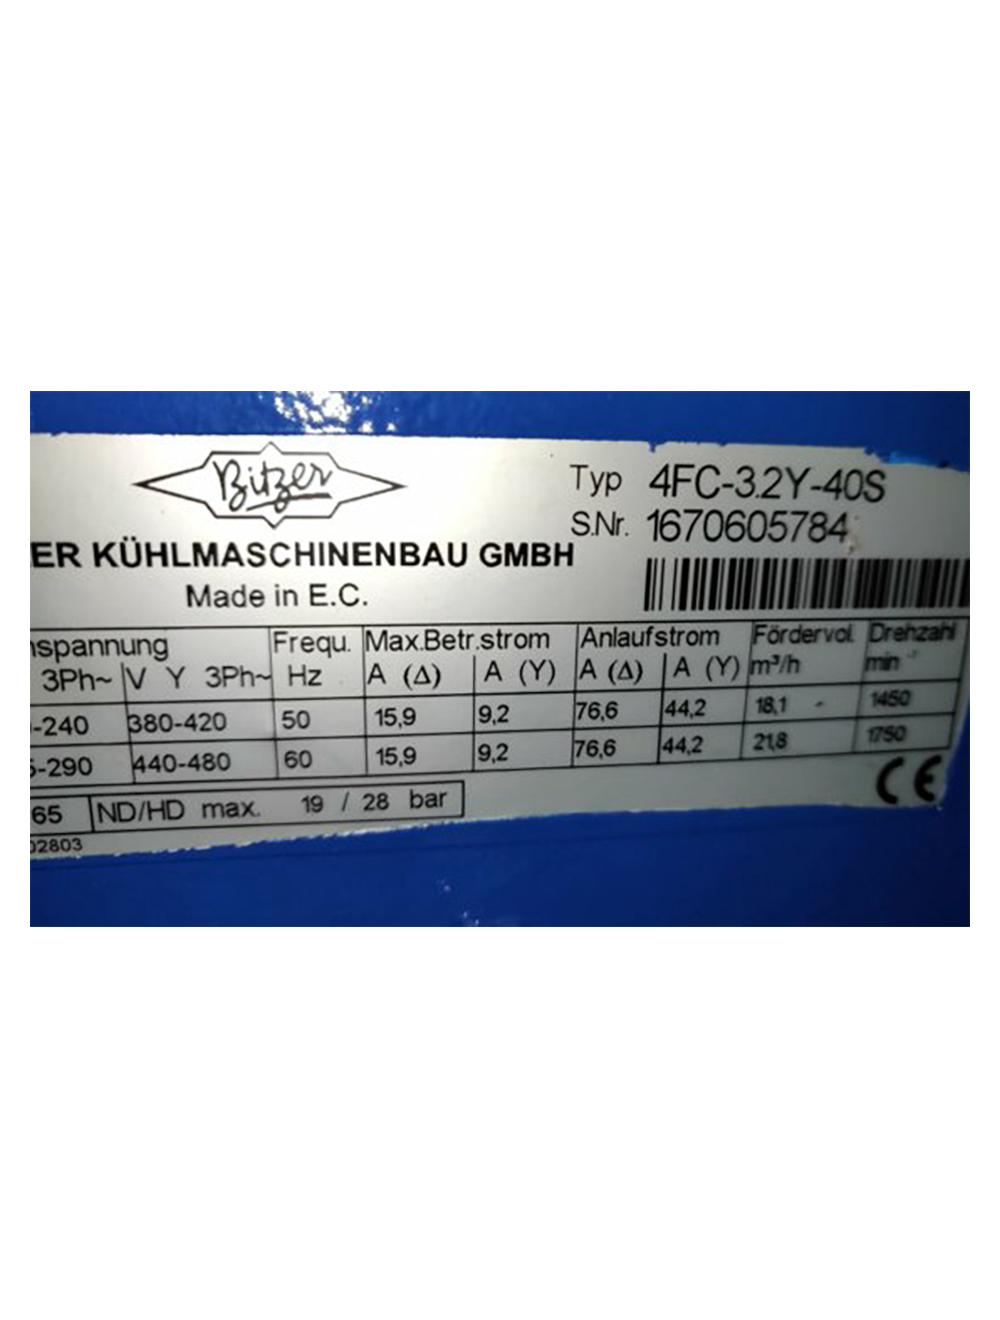 Bitzer
Typ 4FC-3.2Y-40S
S.Nr. 1670605784
ER KÜHLMASCHINENBAU GMBH
Made in E.C.
nspannung Frequ. Max.Betr.strom Anlaufstrom Fördervol. Drehzahl
3Ph~ V Y 3Ph~ Hz A (Δ) A (Y) A (Δ) A (Y) m³/h min⁻¹
-240 380-420 50 15,9 9,2 76,6 44,2 18,1 1450
5-290 440-480 60 15,9 9,2 76,6 44,2 21,8 1750
65 ND/HD max. 19 / 28 bar CE
02803